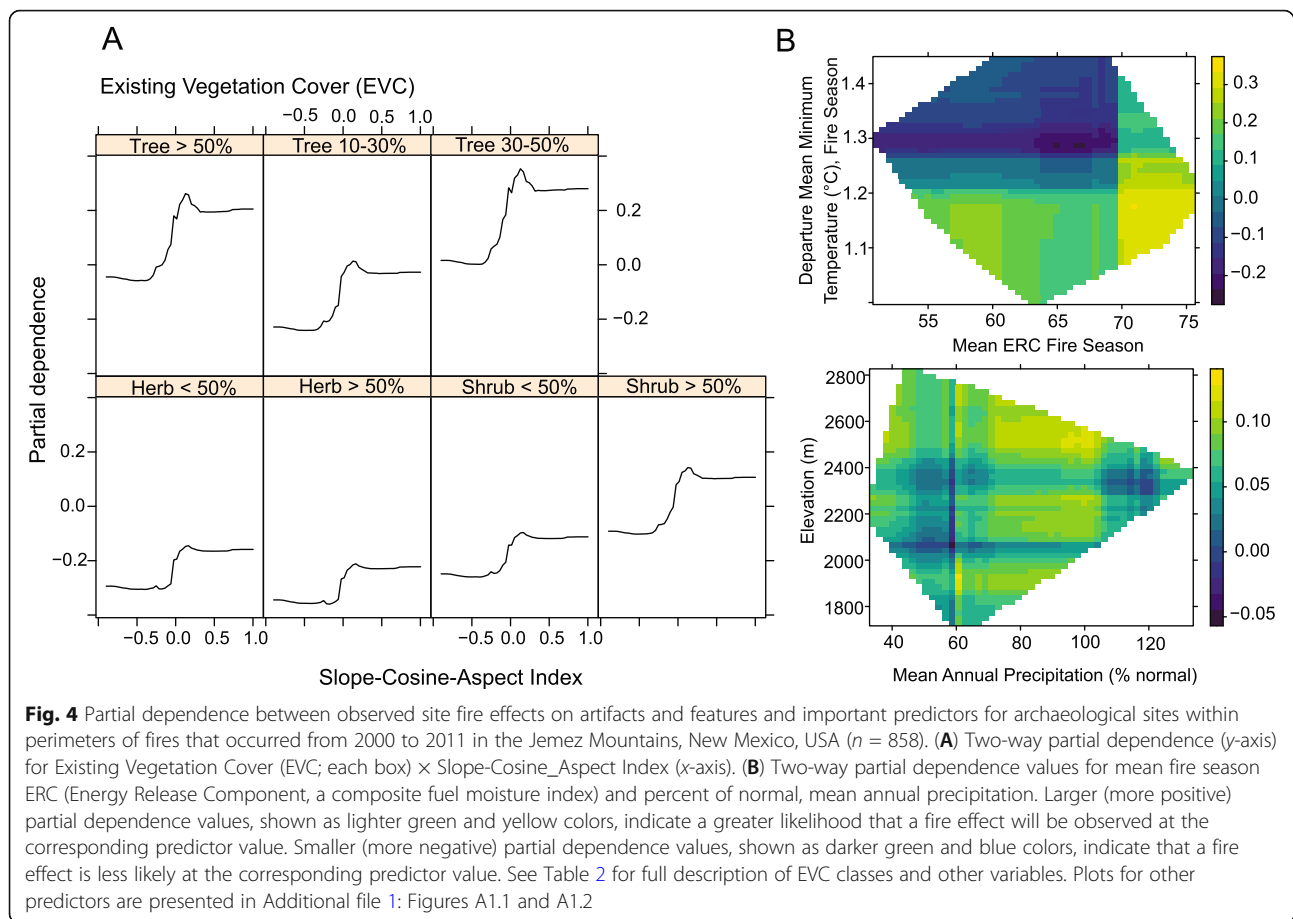 A
Existing Vegetation Cover (EVC)
−0.5 0.0 0.5 1.0
Tree > 50%
Tree 10-30%
Tree 30-50%
0.2
0.0
−0.2
Partial dependence
Herb < 50%
Herb > 50%
Shrub < 50%
Shrub > 50%
0.2
0.0
−0.2
−0.5 0.0 0.5 1.0
−0.5 0.0 0.5 1.0
Slope-Cosine-Aspect Index
B
Departure Mean Minimum
Temperature (°C), Fire Season
1.4
1.3
1.2
1.1
55 60 65 70 75
Mean ERC Fire Season
0.3
0.2
0.1
0.0
−0.1
−0.2
Elevation (m)
2800
2600
2400
2200
2000
1800
40 60 80 100 120
Mean Annual Precipitation (% normal)
0.10
0.05
0.00
−0.05
Fig. 4 Partial dependence between observed site fire effects on artifacts and features and important predictors for archaeological sites within
perimeters of fires that occurred from 2000 to 2011 in the Jemez Mountains, New Mexico, USA (n = 858). (A) Two-way partial dependence (y-axis)
for Existing Vegetation Cover (EVC; each box) × Slope-Cosine_Aspect Index (x-axis). (B) Two-way partial dependence values for mean fire season
ERC (Energy Release Component, a composite fuel moisture index) and percent of normal, mean annual precipitation. Larger (more positive)
partial dependence values, shown as lighter green and yellow colors, indicate a greater likelihood that a fire effect will be observed at the
corresponding predictor value. Smaller (more negative) partial dependence values, shown as darker green and blue colors, indicate that a fire
effect is less likely at the corresponding predictor value. See Table 2 for full description of EVC classes and other variables. Plots for other
predictors are presented in Additional file 1: Figures A1.1 and A1.2